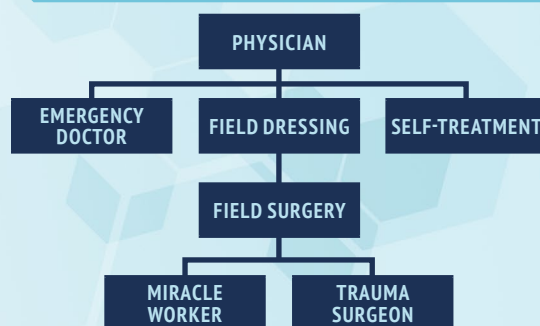 PHYSICIAN
EMERGENCY
DOCTOR
FIELD DRESSING
SELF-TREATMENT
FIELD SURGERY
MIRACLE
WORKER
TRAUMA
SURGEON